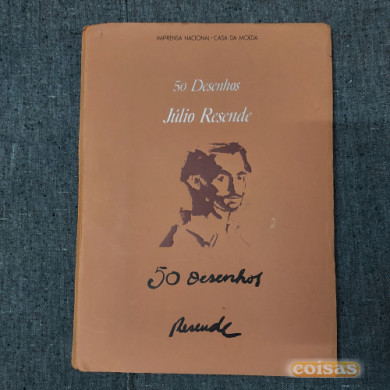 IMPRENSA NACIONAL - CASA DA MOEDA
50 Desenhos
Júlio Resende
50 Desenhos
Resende
coisas